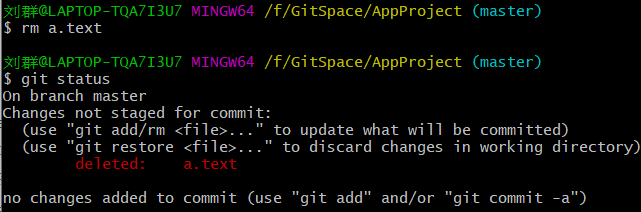 刘群@LAPTOP-TQA7I3U7 MINGW64 /f/GitSpace/AppProject (master)
$ rm a.text
刘群@LAPTOP-TQA7I3U7 MINGW64 /f/GitSpace/AppProject (master)
$ git status
On branch master
Changes not staged for commit:
  (use "git add/rm <file>..." to update what will be committed)
  (use "git restore <file>..." to discard changes in working directory)
        deleted:    a.text
no changes added to commit (use "git add" and/or "git commit -a")